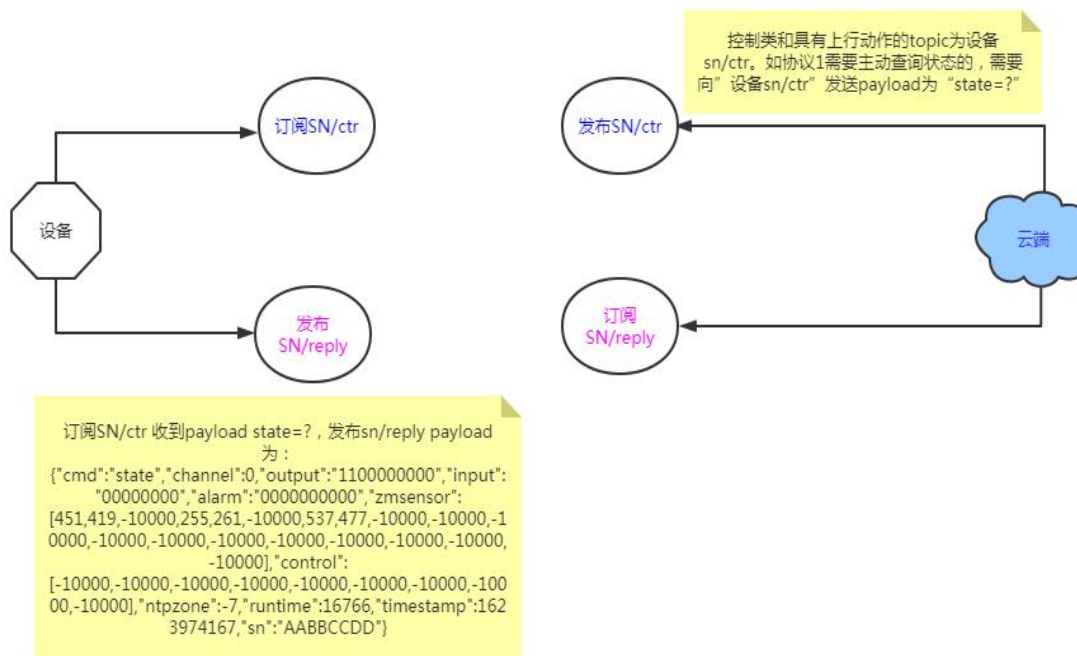 控制类和具有上行动作的topic为设备
sn/ctr。如协议1需要主动查询状态的，需要
向”设备sn/ctr”发送payload为“state=?”
订阅SN/ctr
发布SN/ctr
设备
云端
发布
SN/reply
订阅
SN/reply
订阅SN/ctr 收到payload state=?，发布sn/reply payload
为：
{"cmd":"state","channel":0,"output":"1100000000","input":
"00000000","alarm":"0000000000","zmsensor":
[451,419,-10000,255,261,-10000,537,477,-10000,-10000,-1
0000,-10000,-10000,-10000,-10000,-10000,-10000,-10000,
-10000],"control":
[-10000,-10000,-10000,-10000,-10000,-10000,-10000,-100
00,-10000],"ntpzone":-7,"runtime":16766,"timestamp":162
3974167,"sn":"AABBCCDD"}